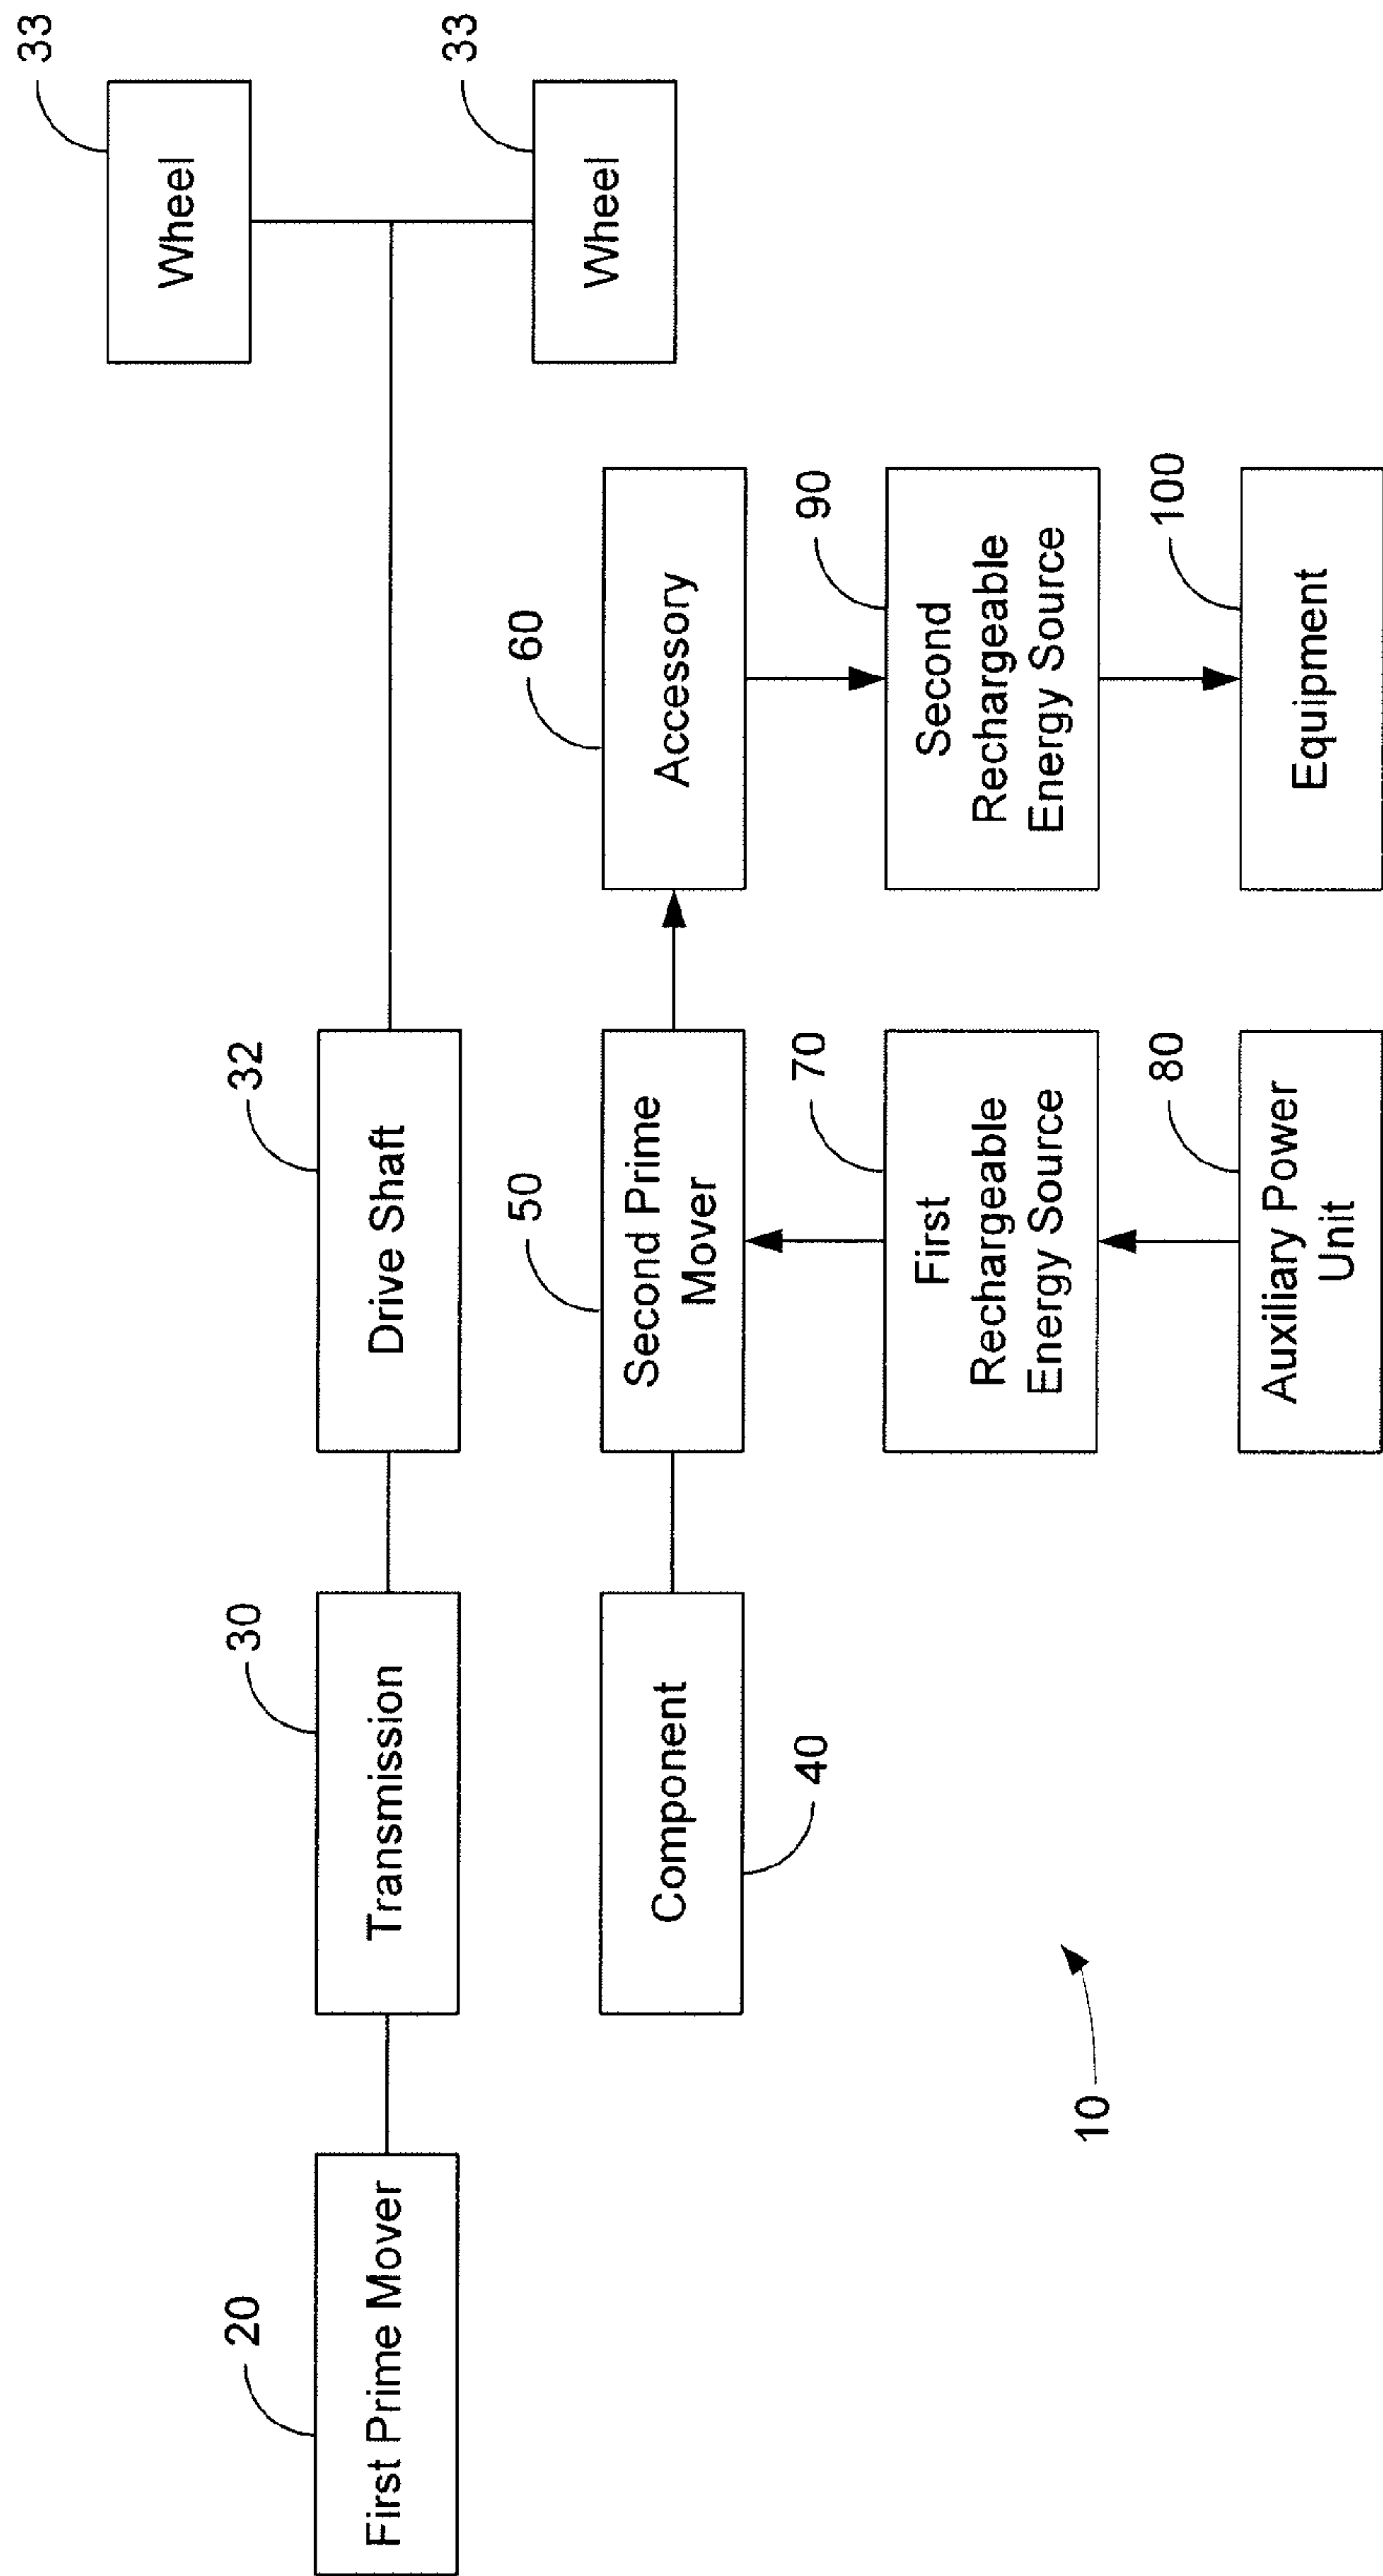 33
Wheel
33
Wheel
20
First Prime Mover
30
Transmission
32
Drive Shaft
40
Component
50
Second Prime
Mover
60
Accessory
70
First
Rechargeable
Energy Source
90
Second
Rechargeable
Energy Source
80
Auxiliary Power
Unit
100
Equipment
10